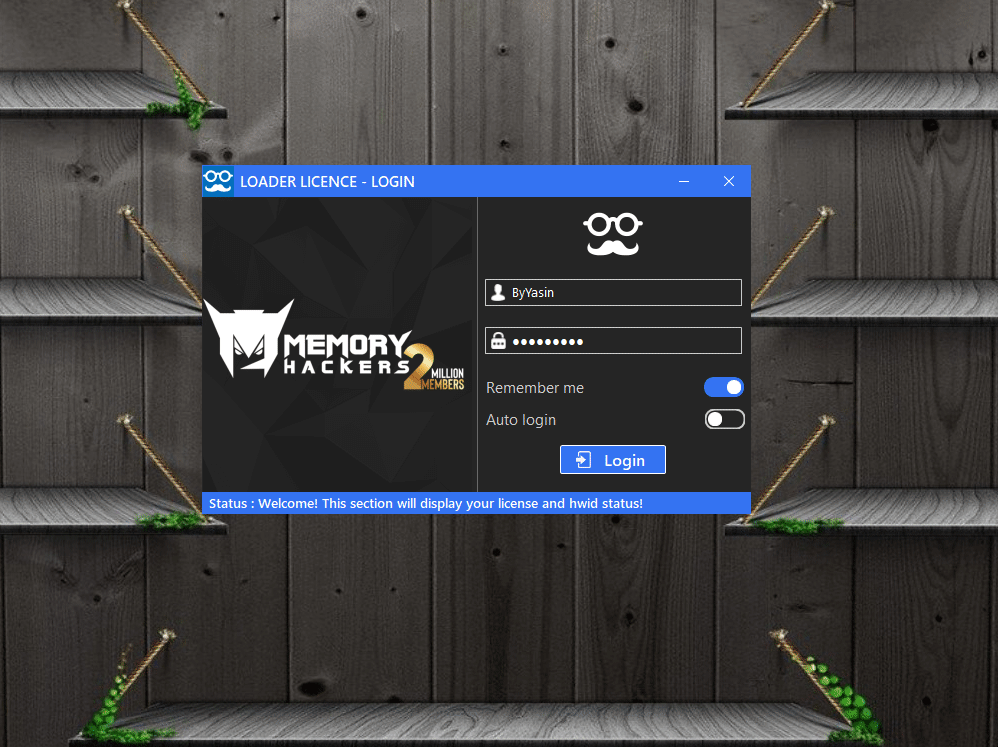 LOADER LICENCE - LOGIN
MEMORY
HACKERS
2 MILLION
MEMBERS
ByYasin
Remember me
Auto login
Login
Status : Welcome! This section will display your license and hwid status!